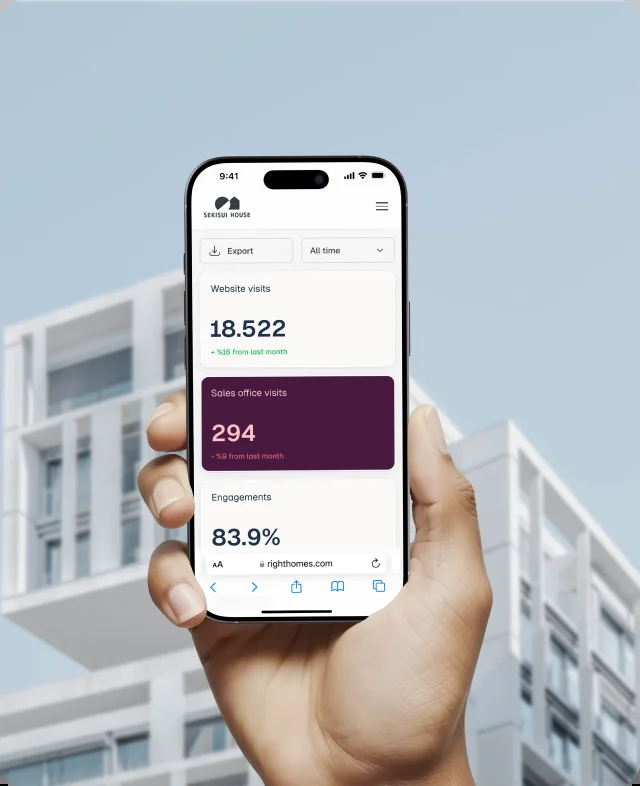 9:41
SEKISUI HOUSE
Export
All time
Website visits
18.522
+ %16 from last month
Sales office visits
294
- %9 from last month
Engagements
83.9%
AA
righthomes.com